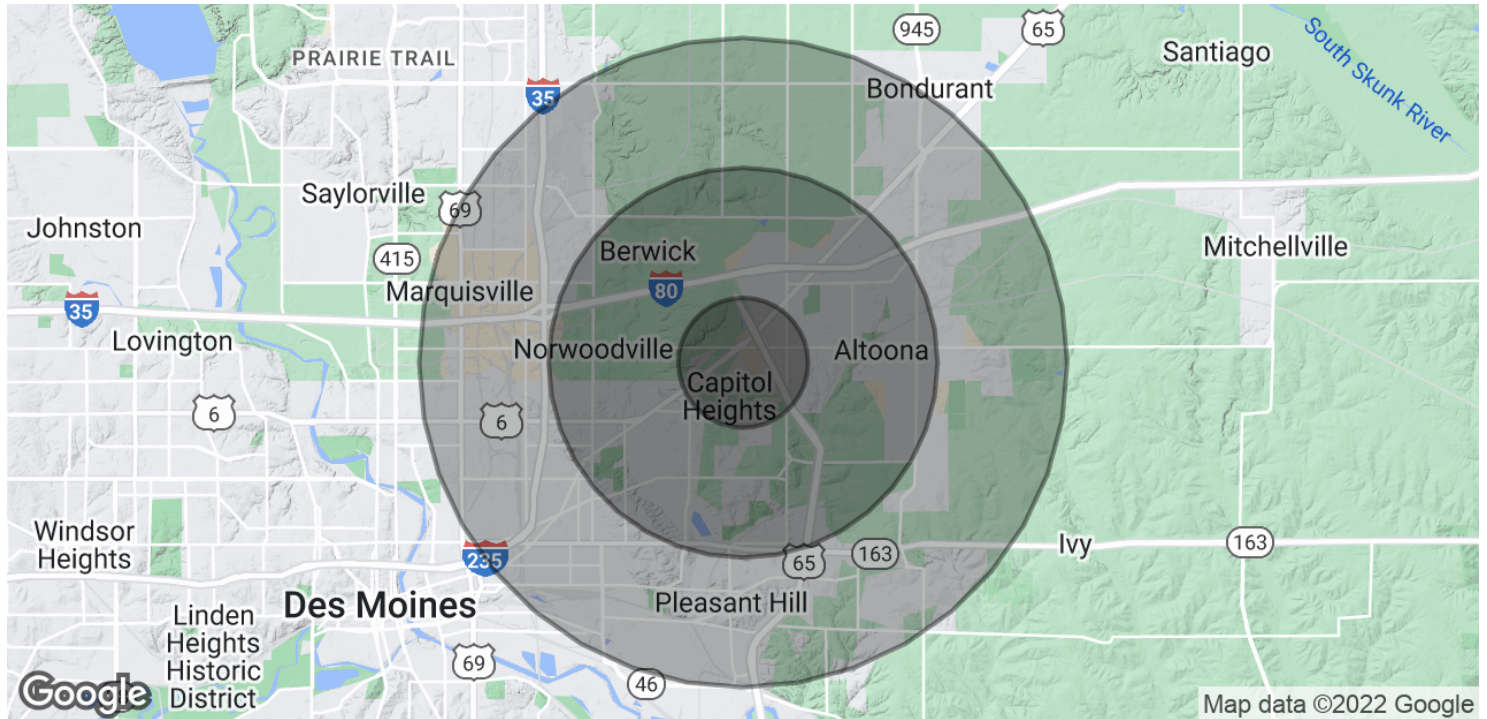 945
65
Santiago
South Skunk River
PRAIRIE TRAIL
35
Bondurant
Saylorville
69
Johnston
415
Berwick
Mitchellville
Marquisville
80
35
Lovington
Norwoodville
Altoona
Capitol
Heights
6
6
Windsor
Heights
235
65
163
Ivy
163
Des Moines
Pleasant Hill
Linden
Heights
Historic
District
69
46
Google
Map data ©2022 Google